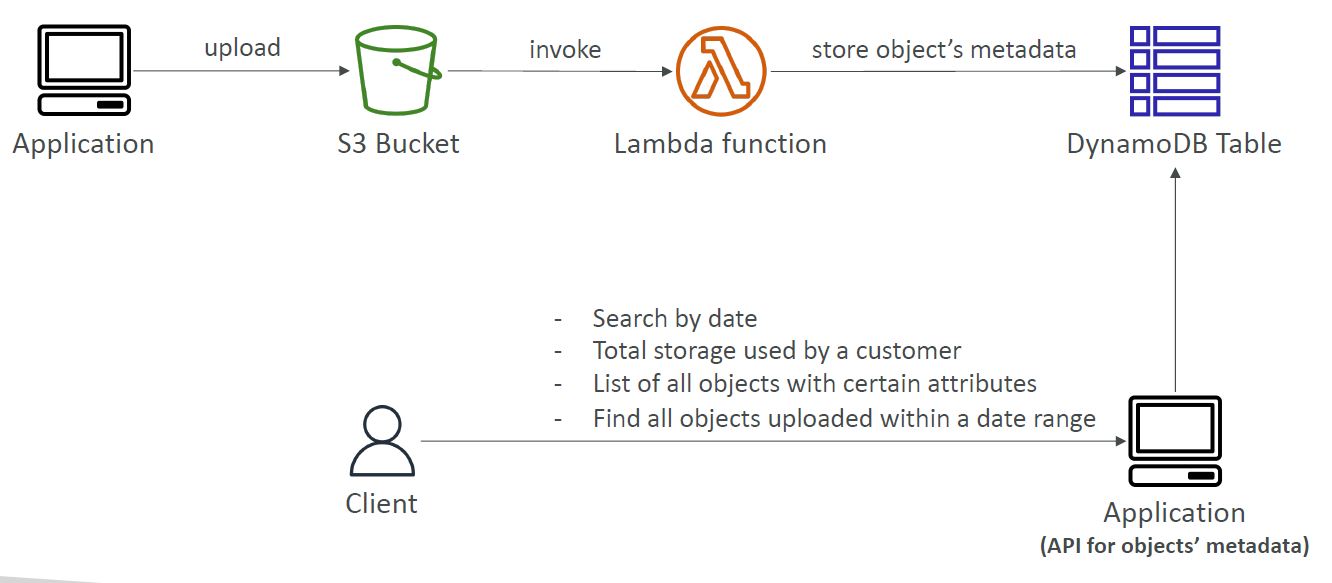 upload
invoke
store object's metadata
Application
S3 Bucket
Lambda function
DynamoDB Table
- Search by date
- Total storage used by a customer
- List of all objects with certain attributes
- Find all objects uploaded within a date range
Client
Application
(API for objects' metadata)